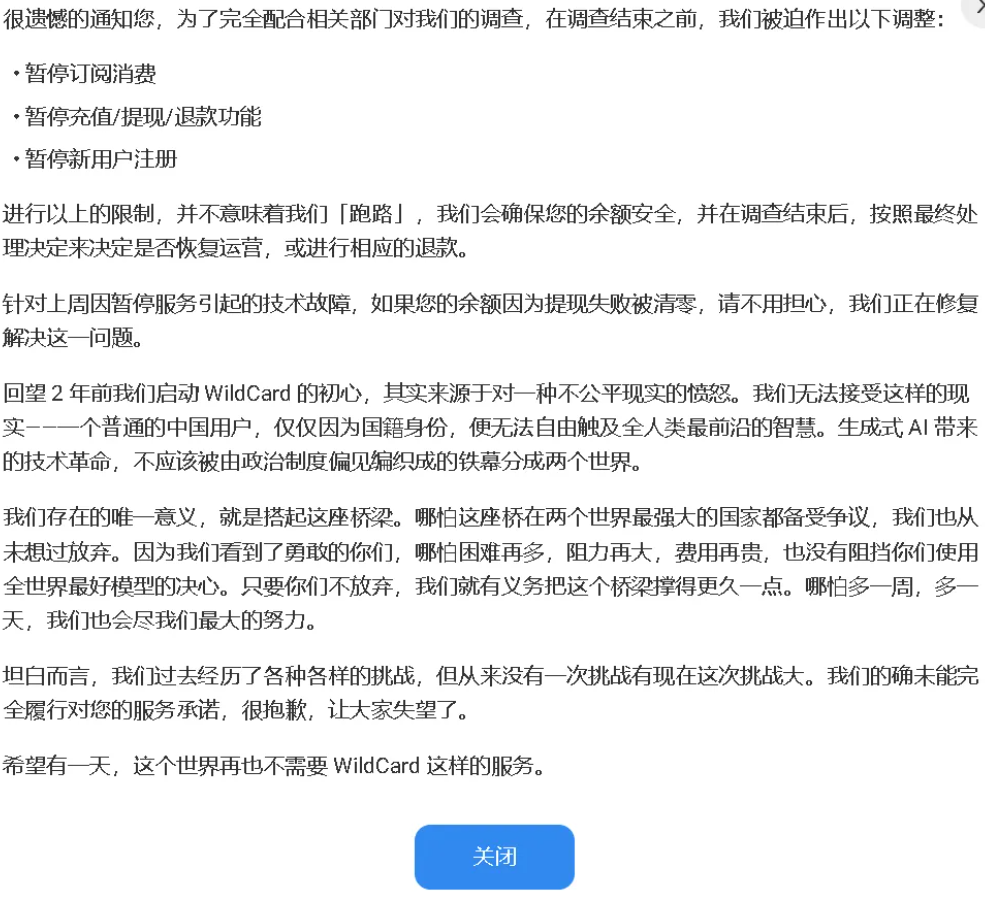 很遗憾的通知您，为了完全配合相关部门对我们的调查，在调查结束之前，我们被迫作出以下调整：
• 暂停订阅消费
• 暂停充值/提现/退款功能
• 暂停新用户注册
进行以上的限制，并不意味着我们「跑路」，我们会确保您的余额安全，并在调查结束后，按照最终处
理决定来决定是否恢复运营，或进行相应的退款。
针对上周因暂停服务引起的技术故障，如果您的余额因为提现失败被清零，请不用担心，我们正在修复
解决这一问题。
回望 2 年前我们启动 WildCard 的初心，其实来源于对一种不公平现实的愤怒。我们无法接受这样的现
实——一个普通的中国用户，仅仅因为国籍身份，便无法自由触及全人类最前沿的智慧。生成式 AI 带来
的技术革命，不应该被由政治制度偏见编织成的铁幕分成两个世界。
我们存在的唯一意义，就是搭起这座桥梁。哪怕这座桥在两个世界最强大的国家都备受争议，我们也从
未想过放弃。因为我们看到了勇敢的你们，哪怕困难再多，阻力再大，费用再贵，也没有阻挡你们使用
全世界最好模型的决心。只要你们不放弃，我们就有义务把这个桥梁撑得更久一点。哪怕多一周，多一
天，我们也会尽我们最大的努力。
坦白而言，我们过去经历了各种各样的挑战，但从来没有一次挑战有现在这次挑战大。我们的确未能完
全履行对您的服务承诺，很抱歉，让大家失望了。
希望有一天，这个世界再也不需要 WildCard 这样的服务。
关闭